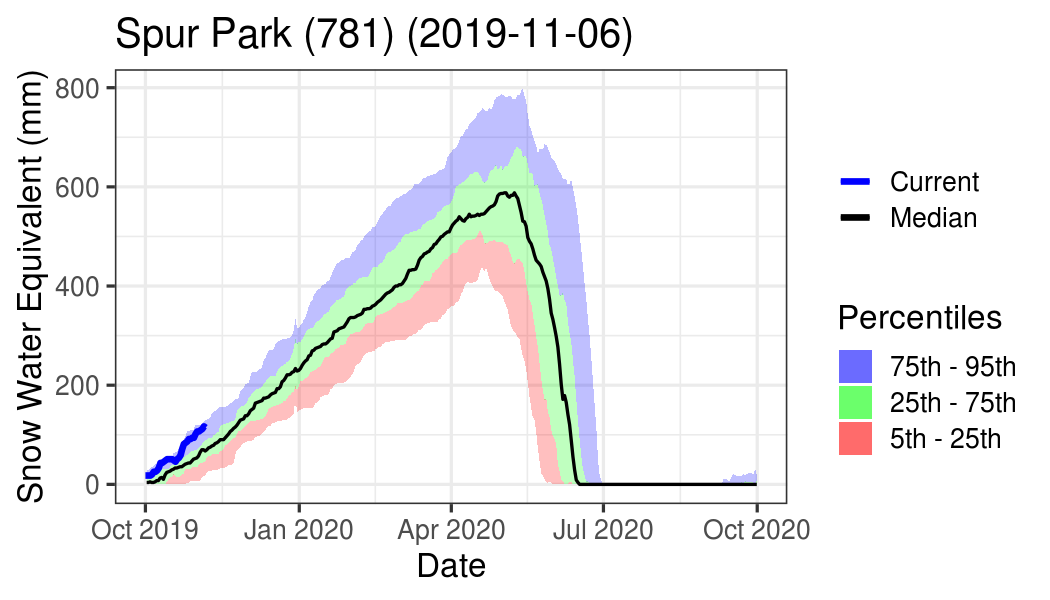 Spur Park (781) (2019-11-06)
Snow Water Equivalent (mm)
800
600
400
200
0
Oct 2019
Jan 2020
Apr 2020
Jul 2020
Oct 2020
Date
Current
Median
Percentiles
75th - 95th
25th - 75th
5th - 25th